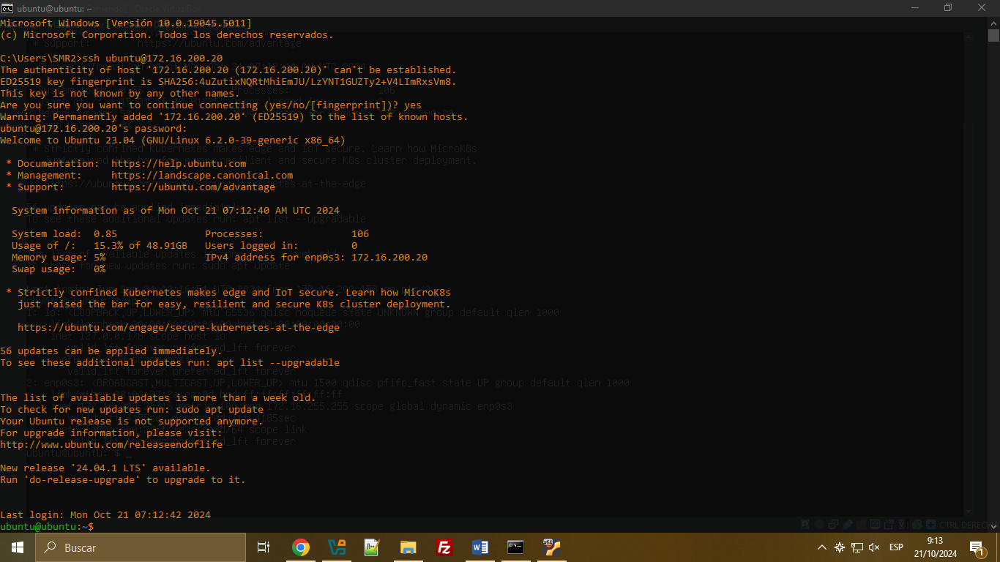 ubuntu@ubuntu: ~
Microsoft Windows [Versión 10.0.19045.5011]
(c) Microsoft Corporation. Todos los derechos reservados.
C:\Users\SMR2>ssh ubuntu@172.16.200.20
The authenticity of host '172.16.200.20 (172.16.200.20)' can't be established.
ED25519 key fingerprint is SHA256:4uZutixNQRtMhiEmJU/LzYNT1GUZTy2+V4LImRxsVm8.
This key is not known by any other names.
Are you sure you want to continue connecting (yes/no/[fingerprint])? yes
Warning: Permanently added '172.16.200.20' (ED25519) to the list of known hosts.
ubuntu@172.16.200.20's password:
Welcome to Ubuntu 23.04 (GNU/Linux 6.2.0-39-generic x86_64)
* Documentation:  https://help.ubuntu.com
* Management:     https://landscape.canonical.com
* Support:        https://ubuntu.com/advantage
System information as of Mon Oct 21 07:12:40 AM UTC 2024
System load:  0.85               Processes:               106
Usage of /:   15.3% of 48.91GB   Users logged in:         0
Memory usage: 5%                 IPv4 address for enp0s3: 172.16.200.20
Swap usage:   0%
* Strictly confined Kubernetes makes edge and IoT secure. Learn how MicroK8s
just raised the bar for easy, resilient and secure K8s cluster deployment.
https://ubuntu.com/engage/secure-kubernetes-at-the-edge
56 updates can be applied immediately.
To see these additional updates run: apt list --upgradable
The list of available updates is more than a week old.
To check for new updates run: sudo apt update
Your Ubuntu release is not supported anymore.
For upgrade information, please visit:
http://www.ubuntu.com/releaseendoflife
New release '24.04.1 LTS' available.
Run 'do-release-upgrade' to upgrade to it.
Last login: Mon Oct 21 07:12:42 2024
ubuntu@ubuntu:~$
Buscar
ESP
9:13
21/10/2024
1